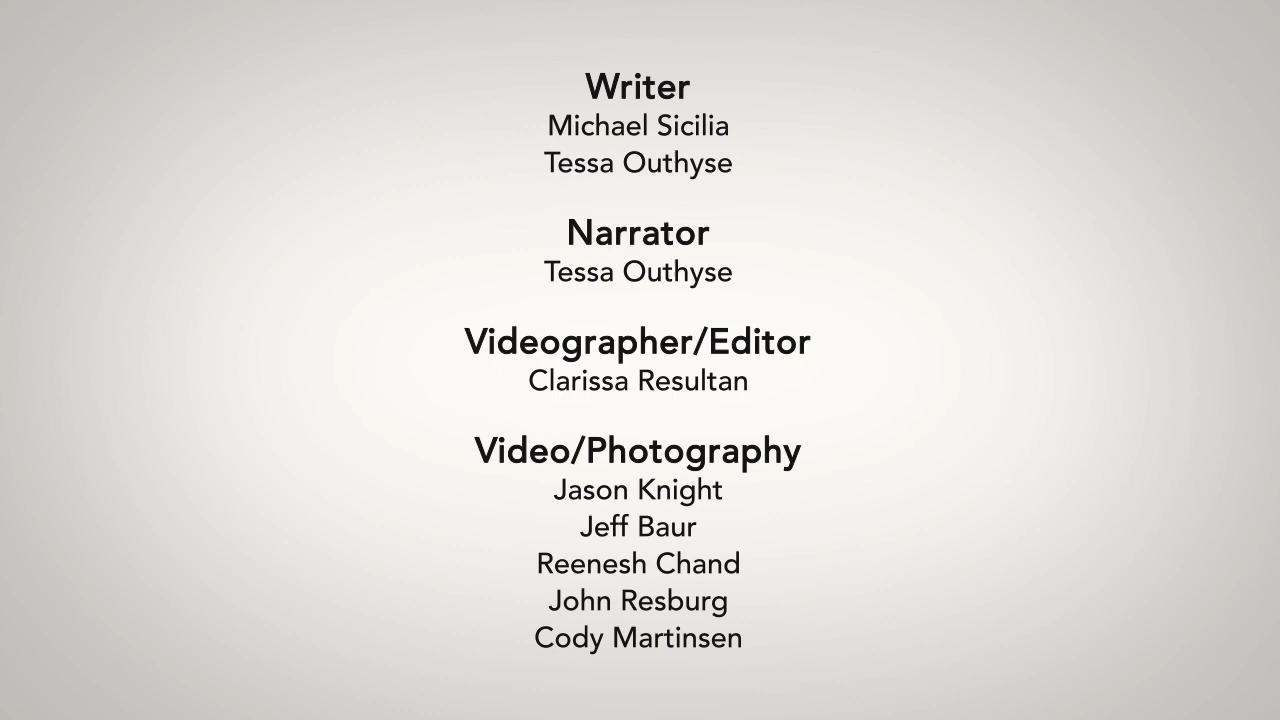 Writer
Michael Sicilia
Tessa Outhyse
Narrator
Tessa Outhyse
Videographer/Editor
Clarissa Resultan
Video/Photography
Jason Knight
Jeff Baur
Reenesh Chand
John Resburg
Cody Martinsen